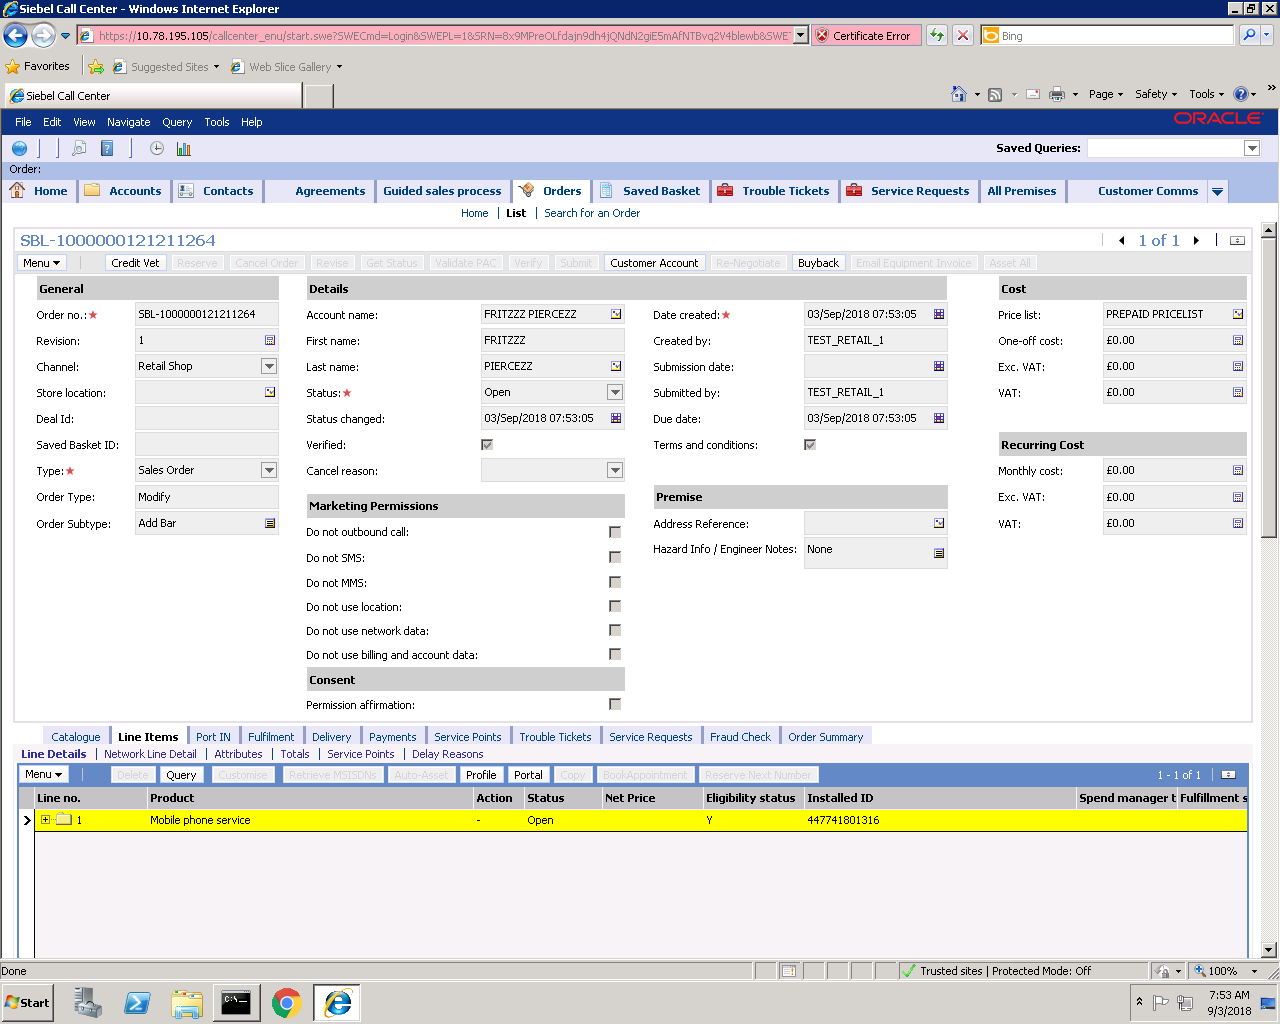 Siebel Call Center - Windows Internet Explorer
https://10.78.195.105/callcenter_enu/start.swe?SWECmd=Login&SWEPL=1&SRN=
Certificate Error
Bing
Favorites
Suggested Sites
Web Slice Gallery
Siebel Call Center
Page
Safety
Tools
»
File Edit View Navigate Query Tools Help
ORACLE
Saved Queries:
Order:
Home Accounts Contacts Agreements Guided sales process Orders Saved Basket Trouble Tickets Service Requests All Premises Customer Comms
Home | List | Search for an Order
SBL-1000000121211264
1 of 1
Menu Credit Vet Reserve Cancel Order Revise Get Status Validate PAC Verify Submit Customer Account Re-Negotiate Buyback Email Equipment Invoice Asset All
General Details Cost
Order no.:★ SBL-1000000121211264 Account name: FRITZZZ PIERCEZZ Date created:★ 03/Sep/2018 07:53:05 Price list: PREPAID PRICELIST
Revision: 1 First name: FRITZZZ Created by: TEST_RETAIL_1 One-off cost: £0.00
Channel: Retail Shop Last name: PIERCEZZ Submission date: Exc. VAT: £0.00
Store location: Status:★ Open Submitted by: TEST_RETAIL_1 VAT: £0.00
Deal Id: Status changed: 03/Sep/2018 07:53:05 Due date: 03/Sep/2018 07:53:05
Saved Basket ID: Verified: Terms and conditions: Recurring Cost
Type:★ Sales Order Cancel reason: Monthly cost: £0.00
Order Type: Modify Marketing Permissions Premise Exc. VAT: £0.00
Order Subtype: Add Bar Do not outbound call: Address Reference: VAT: £0.00
Do not SMS: Hazard Info / Engineer Notes: None
Do not MMS:
Do not use location:
Do not use network data:
Do not use billing and account data:
Consent
Permission affirmation:
Catalogue Line Items Port IN Fulfilment Delivery Payments Service Points Trouble Tickets Service Requests Fraud Check Order Summary
Line Details | Network Line Detail | Attributes | Totals | Service Points | Delay Reasons
Menu Delete Query Customise Retrieve MSISDNs Auto-Asset Profile Portal Copy BookAppointment Reserve Next Number 1 - 1 of 1
Line no. Product Action Status Net Price Eligibility status Installed ID Spend manager t Fulfillment s
1 Mobile phone service - Open Y 447741801316
Done
Trusted sites | Protected Mode: Off
100%
Start
7:53 AM
9/3/2018